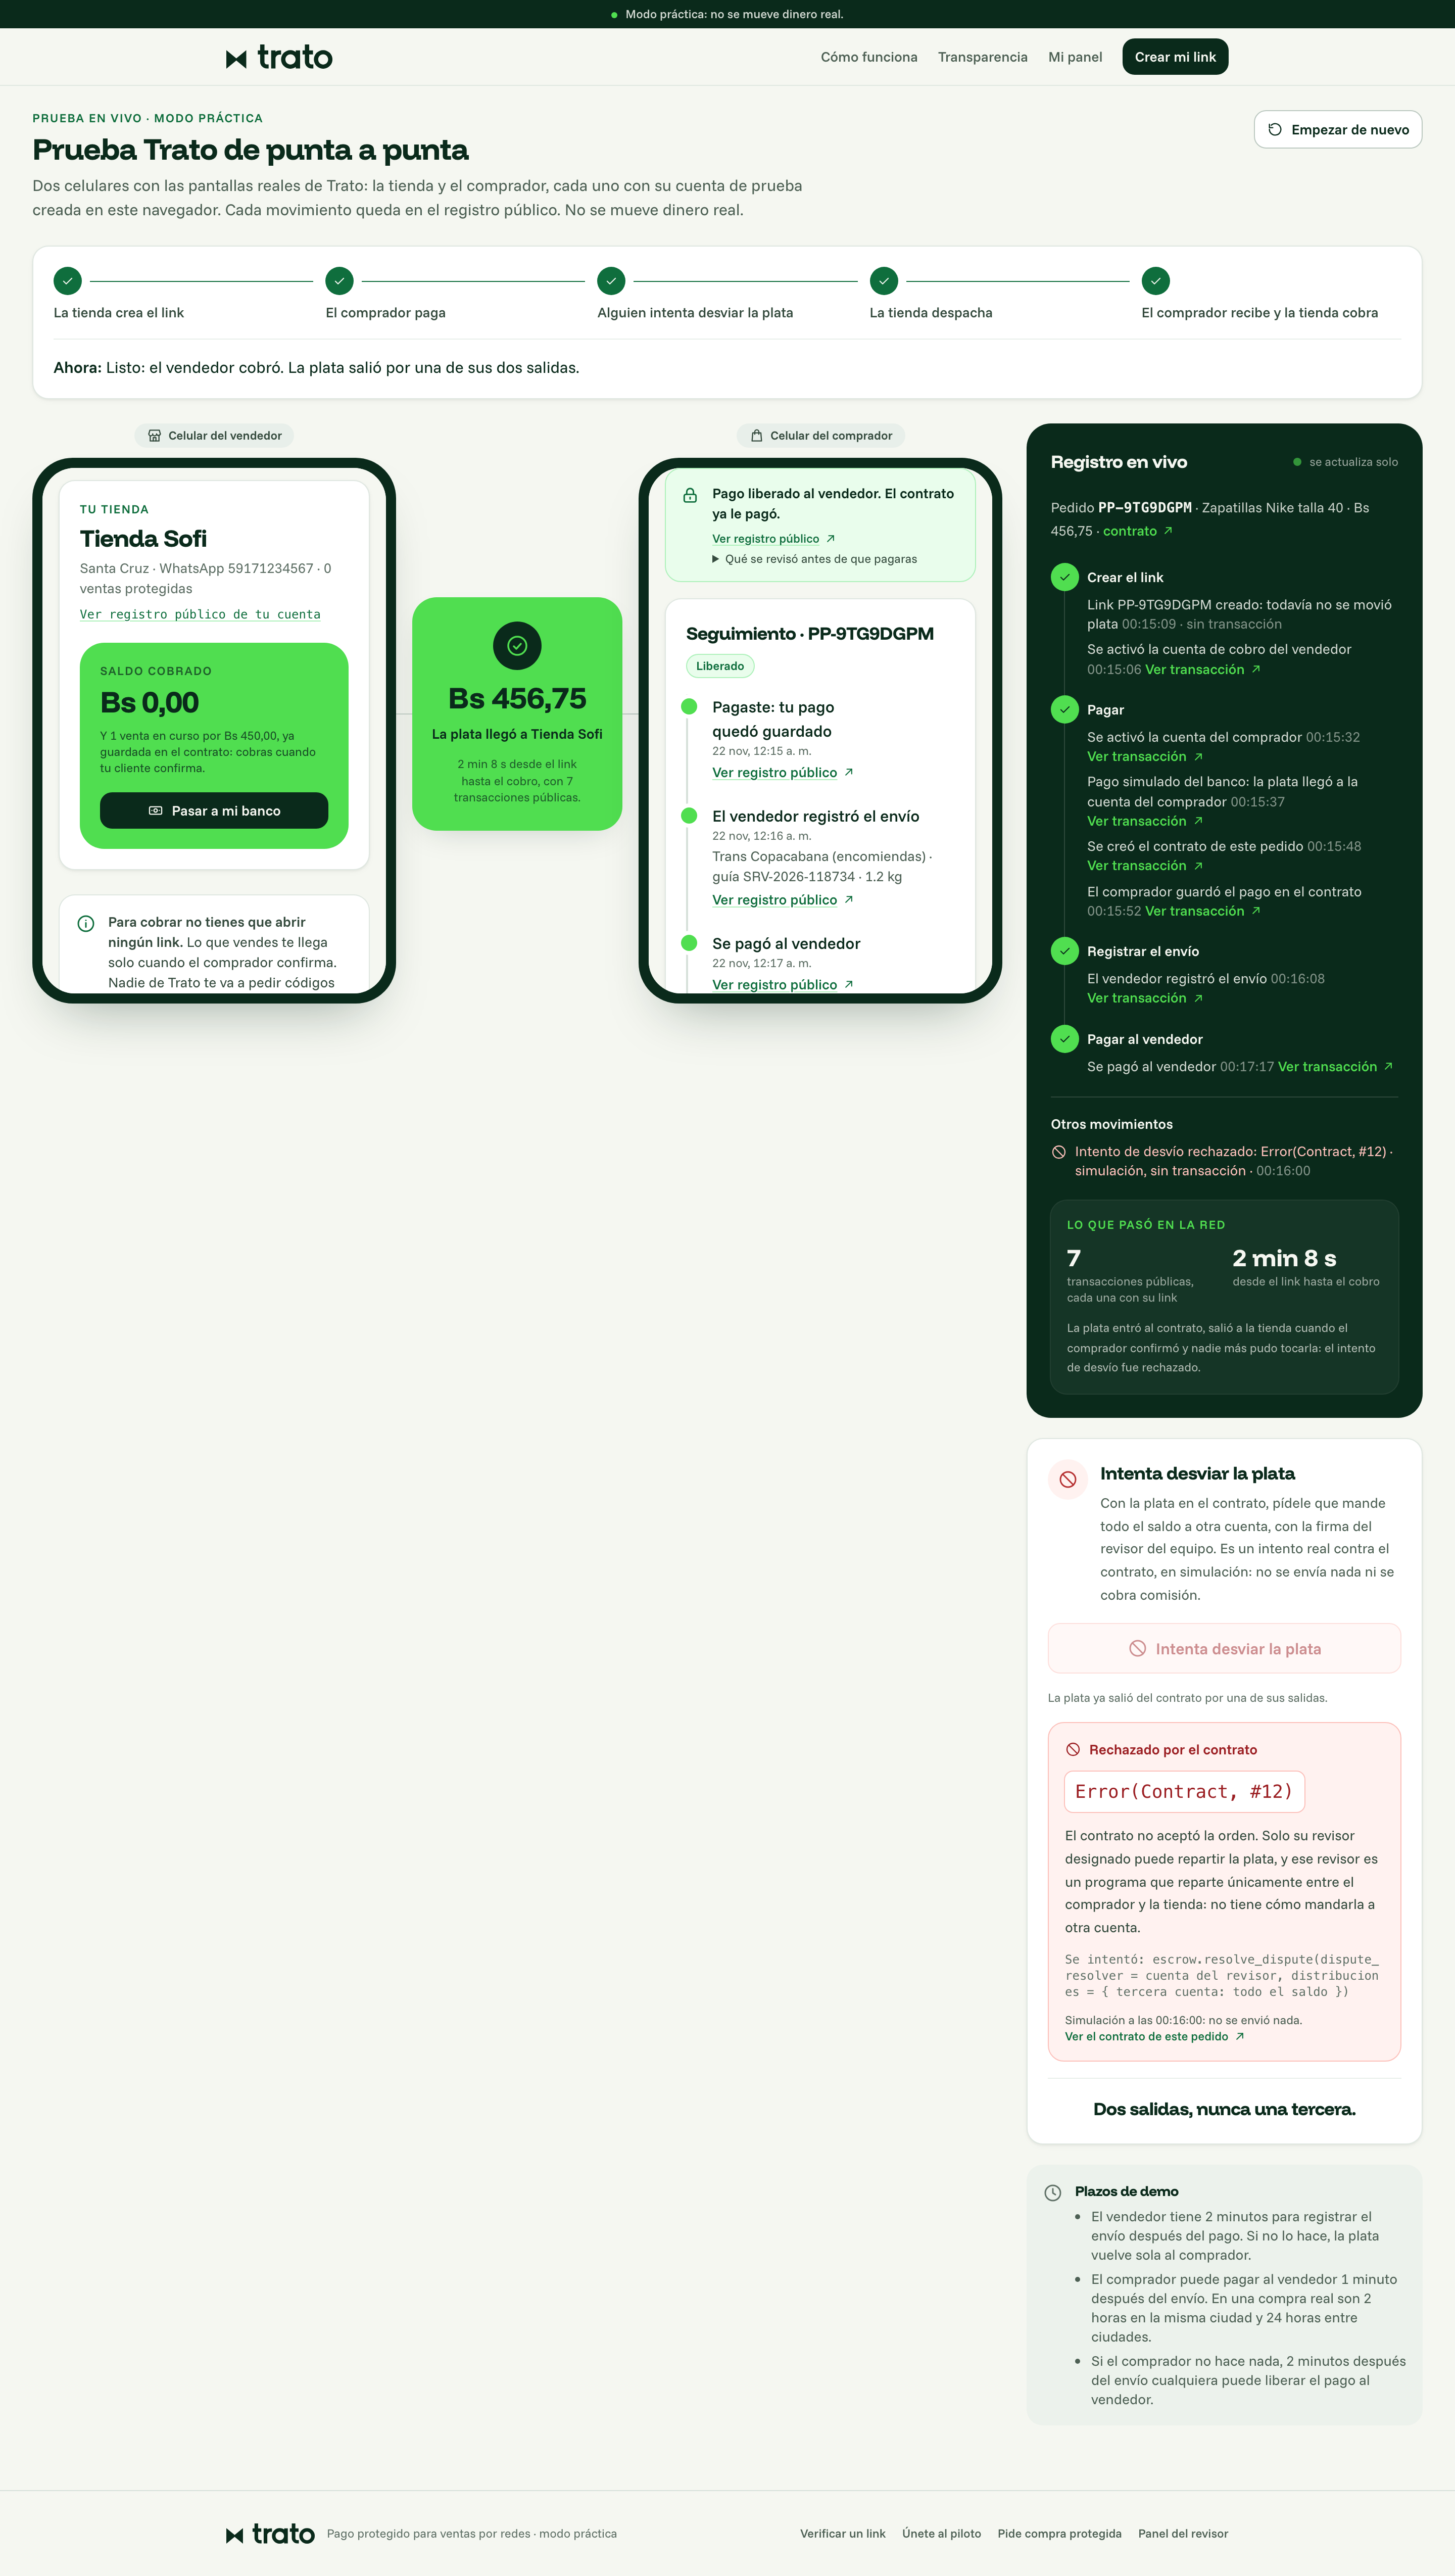 Modo práctica: no se mueve dinero real.
trato
Cómo funciona
Transparencia
Mi panel
Crear mi link
PRUEBA EN VIVO · MODO PRÁCTICA
Prueba Trato de punta a punta
Dos celulares con las pantallas reales de Trato: la tienda y el comprador, cada uno con su cuenta de prueba
creada en este navegador. Cada movimiento queda en el registro público. No se mueve dinero real.
Empezar de nuevo
La tienda crea el link
El comprador paga
Alguien intenta desviar la plata
La tienda despacha
El comprador recibe y la tienda cobra
Ahora: Listo: el vendedor cobró. La plata salió por una de sus dos salidas.
Celular del vendedor
TU TIENDA
Tienda Sofi
Santa Cruz · WhatsApp 59171234567 · 0
ventas protegidas
Ver registro público de tu cuenta
SALDO COBRADO
Bs 0,00
Y 1 venta en curso por Bs 450,00, ya
guardada en el contrato: cobras cuando
tu cliente confirma.
Pasar a mi banco
Para cobrar no tienes que abrir
ningún link. Lo que vendes te llega
solo cuando el comprador confirma.
Nadie de Trato te va a pedir códigos
Bs 456,75
La plata llegó a Tienda Sofi
2 min 8 s desde el link
hasta el cobro, con 7
transacciones públicas.
Celular del comprador
Pago liberado al vendedor. El contrato
ya le pagó.
Ver registro público ↗
▶ Qué se revisó antes de que pagaras
Seguimiento · PP-9TG9DGPM
Liberado
Pagaste: tu pago
quedó guardado
22 nov, 12:15 a. m.
Ver registro público ↗
El vendedor registró el envío
22 nov, 12:16 a. m.
Trans Copacabana (encomiendas) ·
guía SRV-2026-118734 · 1.2 kg
Ver registro público ↗
Se pagó al vendedor
22 nov, 12:17 a. m.
Ver registro público ↗
Registro en vivo
se actualiza solo
Pedido PP-9TG9DGPM · Zapatillas Nike talla 40 · Bs
456,75 · contrato ↗
Crear el link
Link PP-9TG9DGPM creado: todavía no se movió
plata 00:15:09 · sin transacción
Se activó la cuenta de cobro del vendedor
00:15:06 Ver transacción ↗
Pagar
Se activó la cuenta del comprador 00:15:32
Ver transacción ↗
Pago simulado del banco: la plata llegó a la
cuenta del comprador 00:15:37
Ver transacción ↗
Se creó el contrato de este pedido 00:15:48
Ver transacción ↗
El comprador guardó el pago en el contrato
00:15:52 Ver transacción ↗
Registrar el envío
El vendedor registró el envío 00:16:08
Ver transacción ↗
Pagar al vendedor
Se pagó al vendedor 00:17:17 Ver transacción ↗
Otros movimientos
Intento de desvío rechazado: Error(Contract, #12) ·
simulación, sin transacción · 00:16:00
LO QUE PASÓ EN LA RED
7
transacciones públicas,
cada una con su link
2 min 8 s
desde el link hasta el cobro
La plata entró al contrato, salió a la tienda cuando el
comprador confirmó y nadie más pudo tocarla: el intento
de desvío fue rechazado.
Intenta desviar la plata
Con la plata en el contrato, pídele que mande
todo el saldo a otra cuenta, con la firma del
revisor del equipo. Es un intento real contra el
contrato, en simulación: no se envía nada ni se
cobra comisión.
Intenta desviar la plata
La plata ya salió del contrato por una de sus salidas.
Rechazado por el contrato
Error(Contract, #12)
El contrato no aceptó la orden. Solo su revisor
designado puede repartir la plata, y ese revisor es
un programa que reparte únicamente entre el
comprador y la tienda: no tiene cómo mandarla a
otra cuenta.
Se intentó: escrow.resolve_dispute(dispute_
resolver = cuenta del revisor, distribucion
es = { tercera cuenta: todo el saldo })
Simulación a las 00:16:00: no se envió nada.
Ver el contrato de este pedido ↗
Dos salidas, nunca una tercera.
Plazos de demo
• El vendedor tiene 2 minutos para registrar el
envío después del pago. Si no lo hace, la plata
vuelve sola al comprador.
• El comprador puede pagar al vendedor 1 minuto
después del envío. En una compra real son 2
horas en la misma ciudad y 24 horas entre
ciudades.
• Si el comprador no hace nada, 2 minutos después
del envío cualquiera puede liberar el pago al
vendedor.
trato
Pago protegido para ventas por redes · modo práctica
Verificar un link
Únete al piloto
Pide compra protegida
Panel del revisor